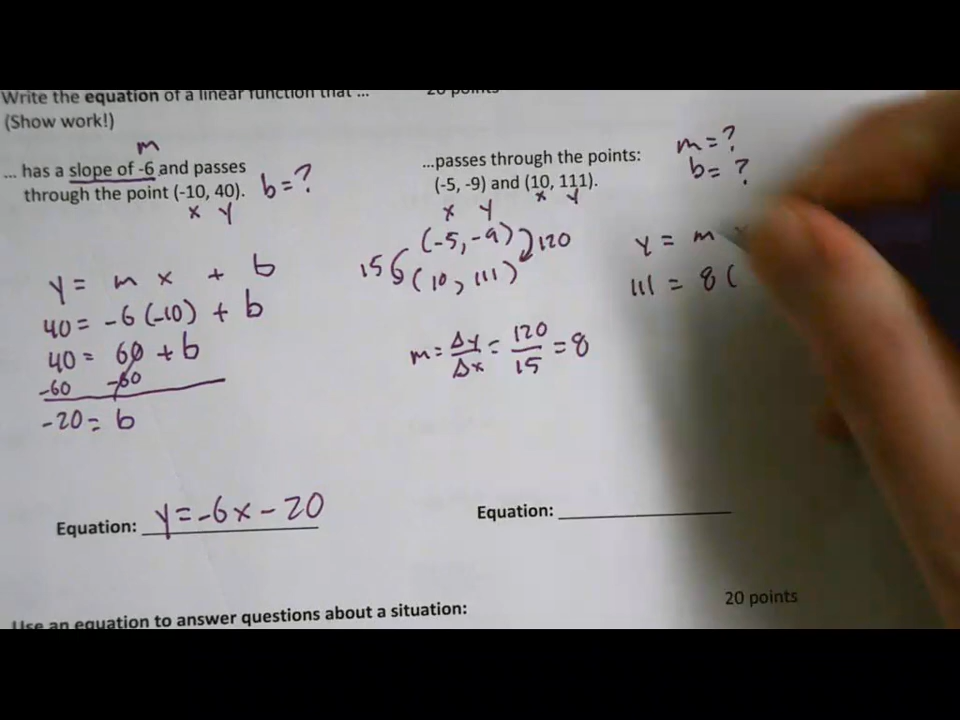 Write the equation of a linear function that ...
20 points
(Show work!)
m
... has a slope of -6 and passes
through the point (-10, 40).
b = ?
x y
y = m x + b
40 = -6 (-10) + b
40 = 60 + b
-60 -60
-20 = b
Equation: y = -6x - 20
...passes through the points:
(-5, -9) and (10, 111).
m = ?
b = ?
x y
x y
(-5, -9)
120
15
(10, 111)
m = Δy/Δx = 120/15 = 8
y = m
111 = 8 (
Equation: ____________
20 points
Use an equation to answer questions about a situation: